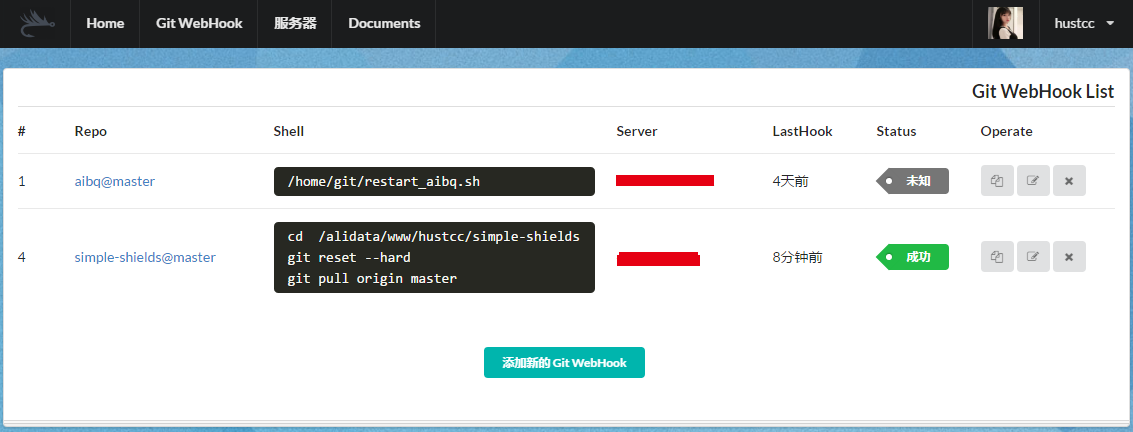 Home Git WebHook 服务器 Documents hustcc
Git WebHook List
# Repo Shell Server LastHook Status Operate
1 aibq@master /home/git/restart_aibq.sh 4天前 未知
cd  /alidata/www/hustcc/simple-shields
4 simple-shields@master git reset --hard 8分钟前 成功
git pull origin master
添加新的 Git WebHook